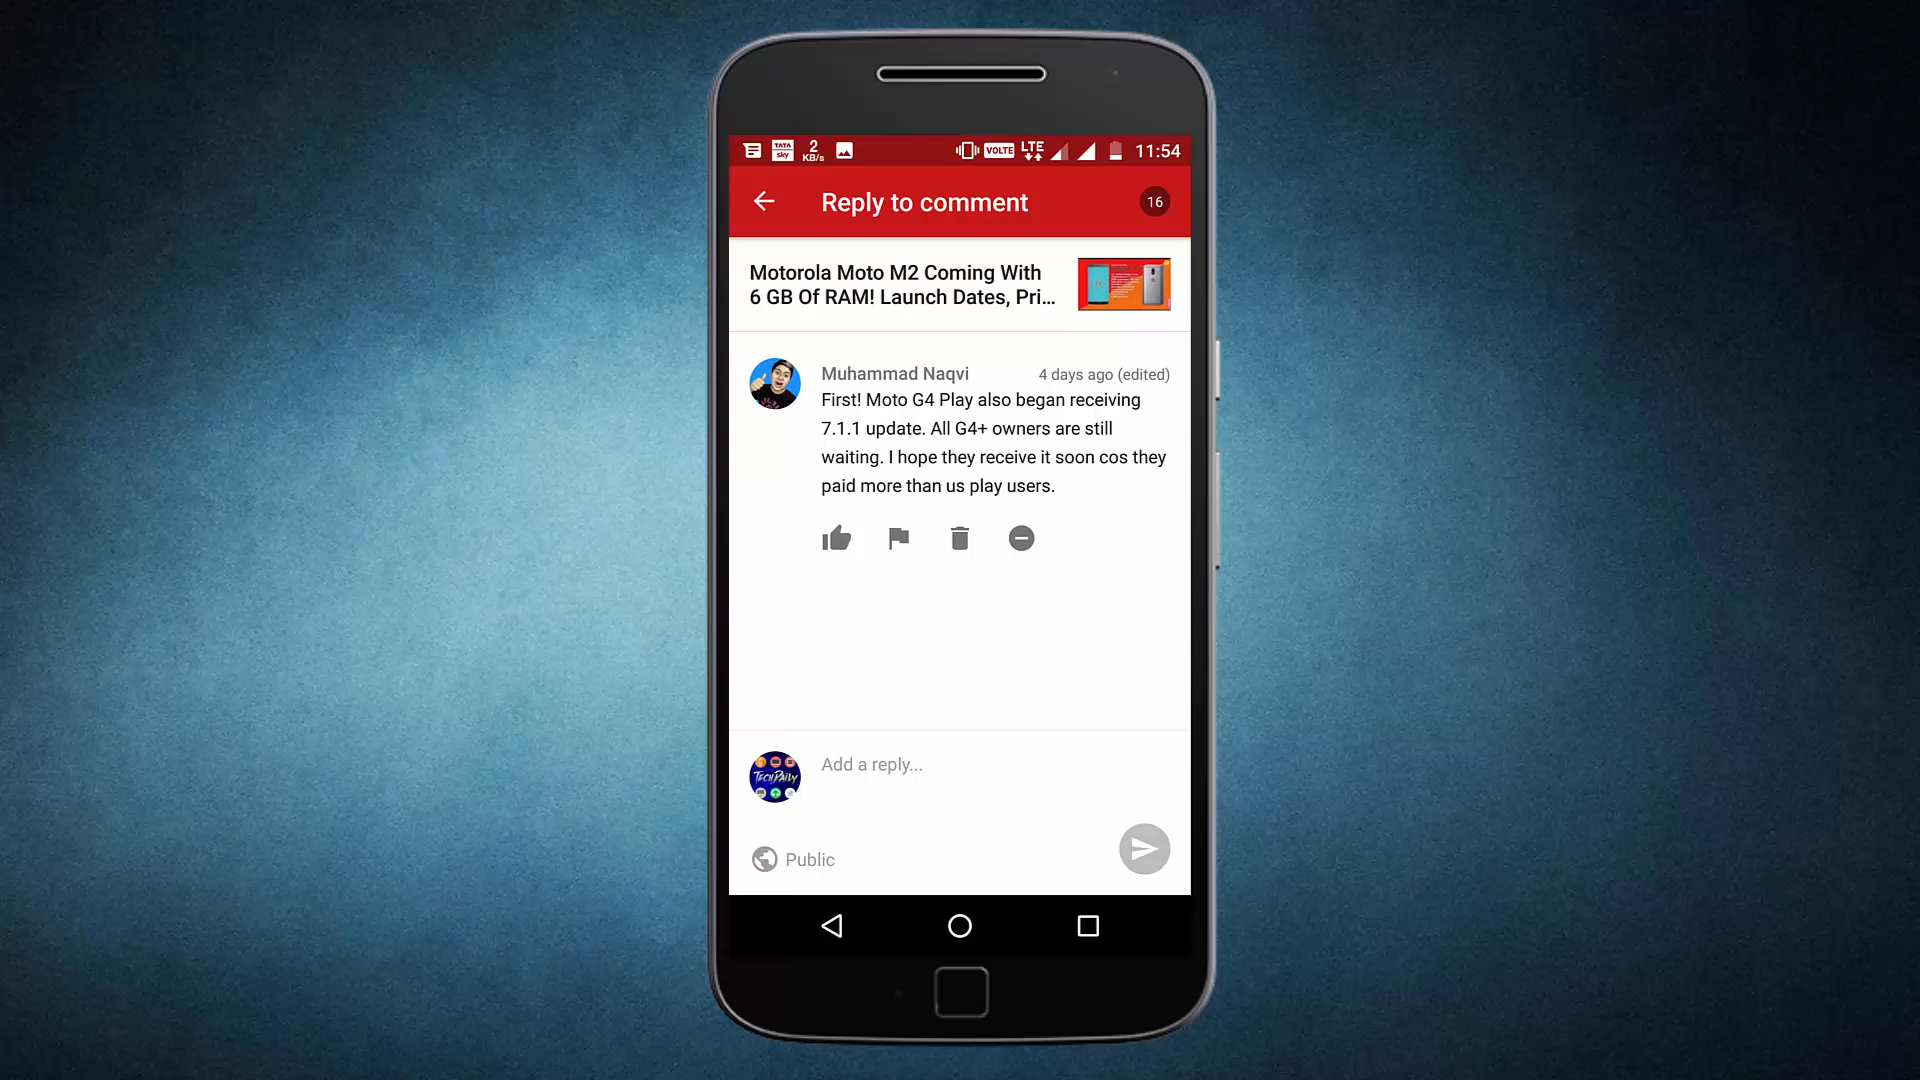 TATA
sky
2
KB/s
VOLTE
LTE
11:54
Reply to comment
16
Motorola Moto M2 Coming With
6 GB Of RAM! Launch Dates, Pri...
Muhammad Naqvi
4 days ago (edited)
First! Moto G4 Play also began receiving
7.1.1 update. All G4+ owners are still
waiting. I hope they receive it soon cos they
paid more than us play users.
TECHDAILY
Add a reply...
Public